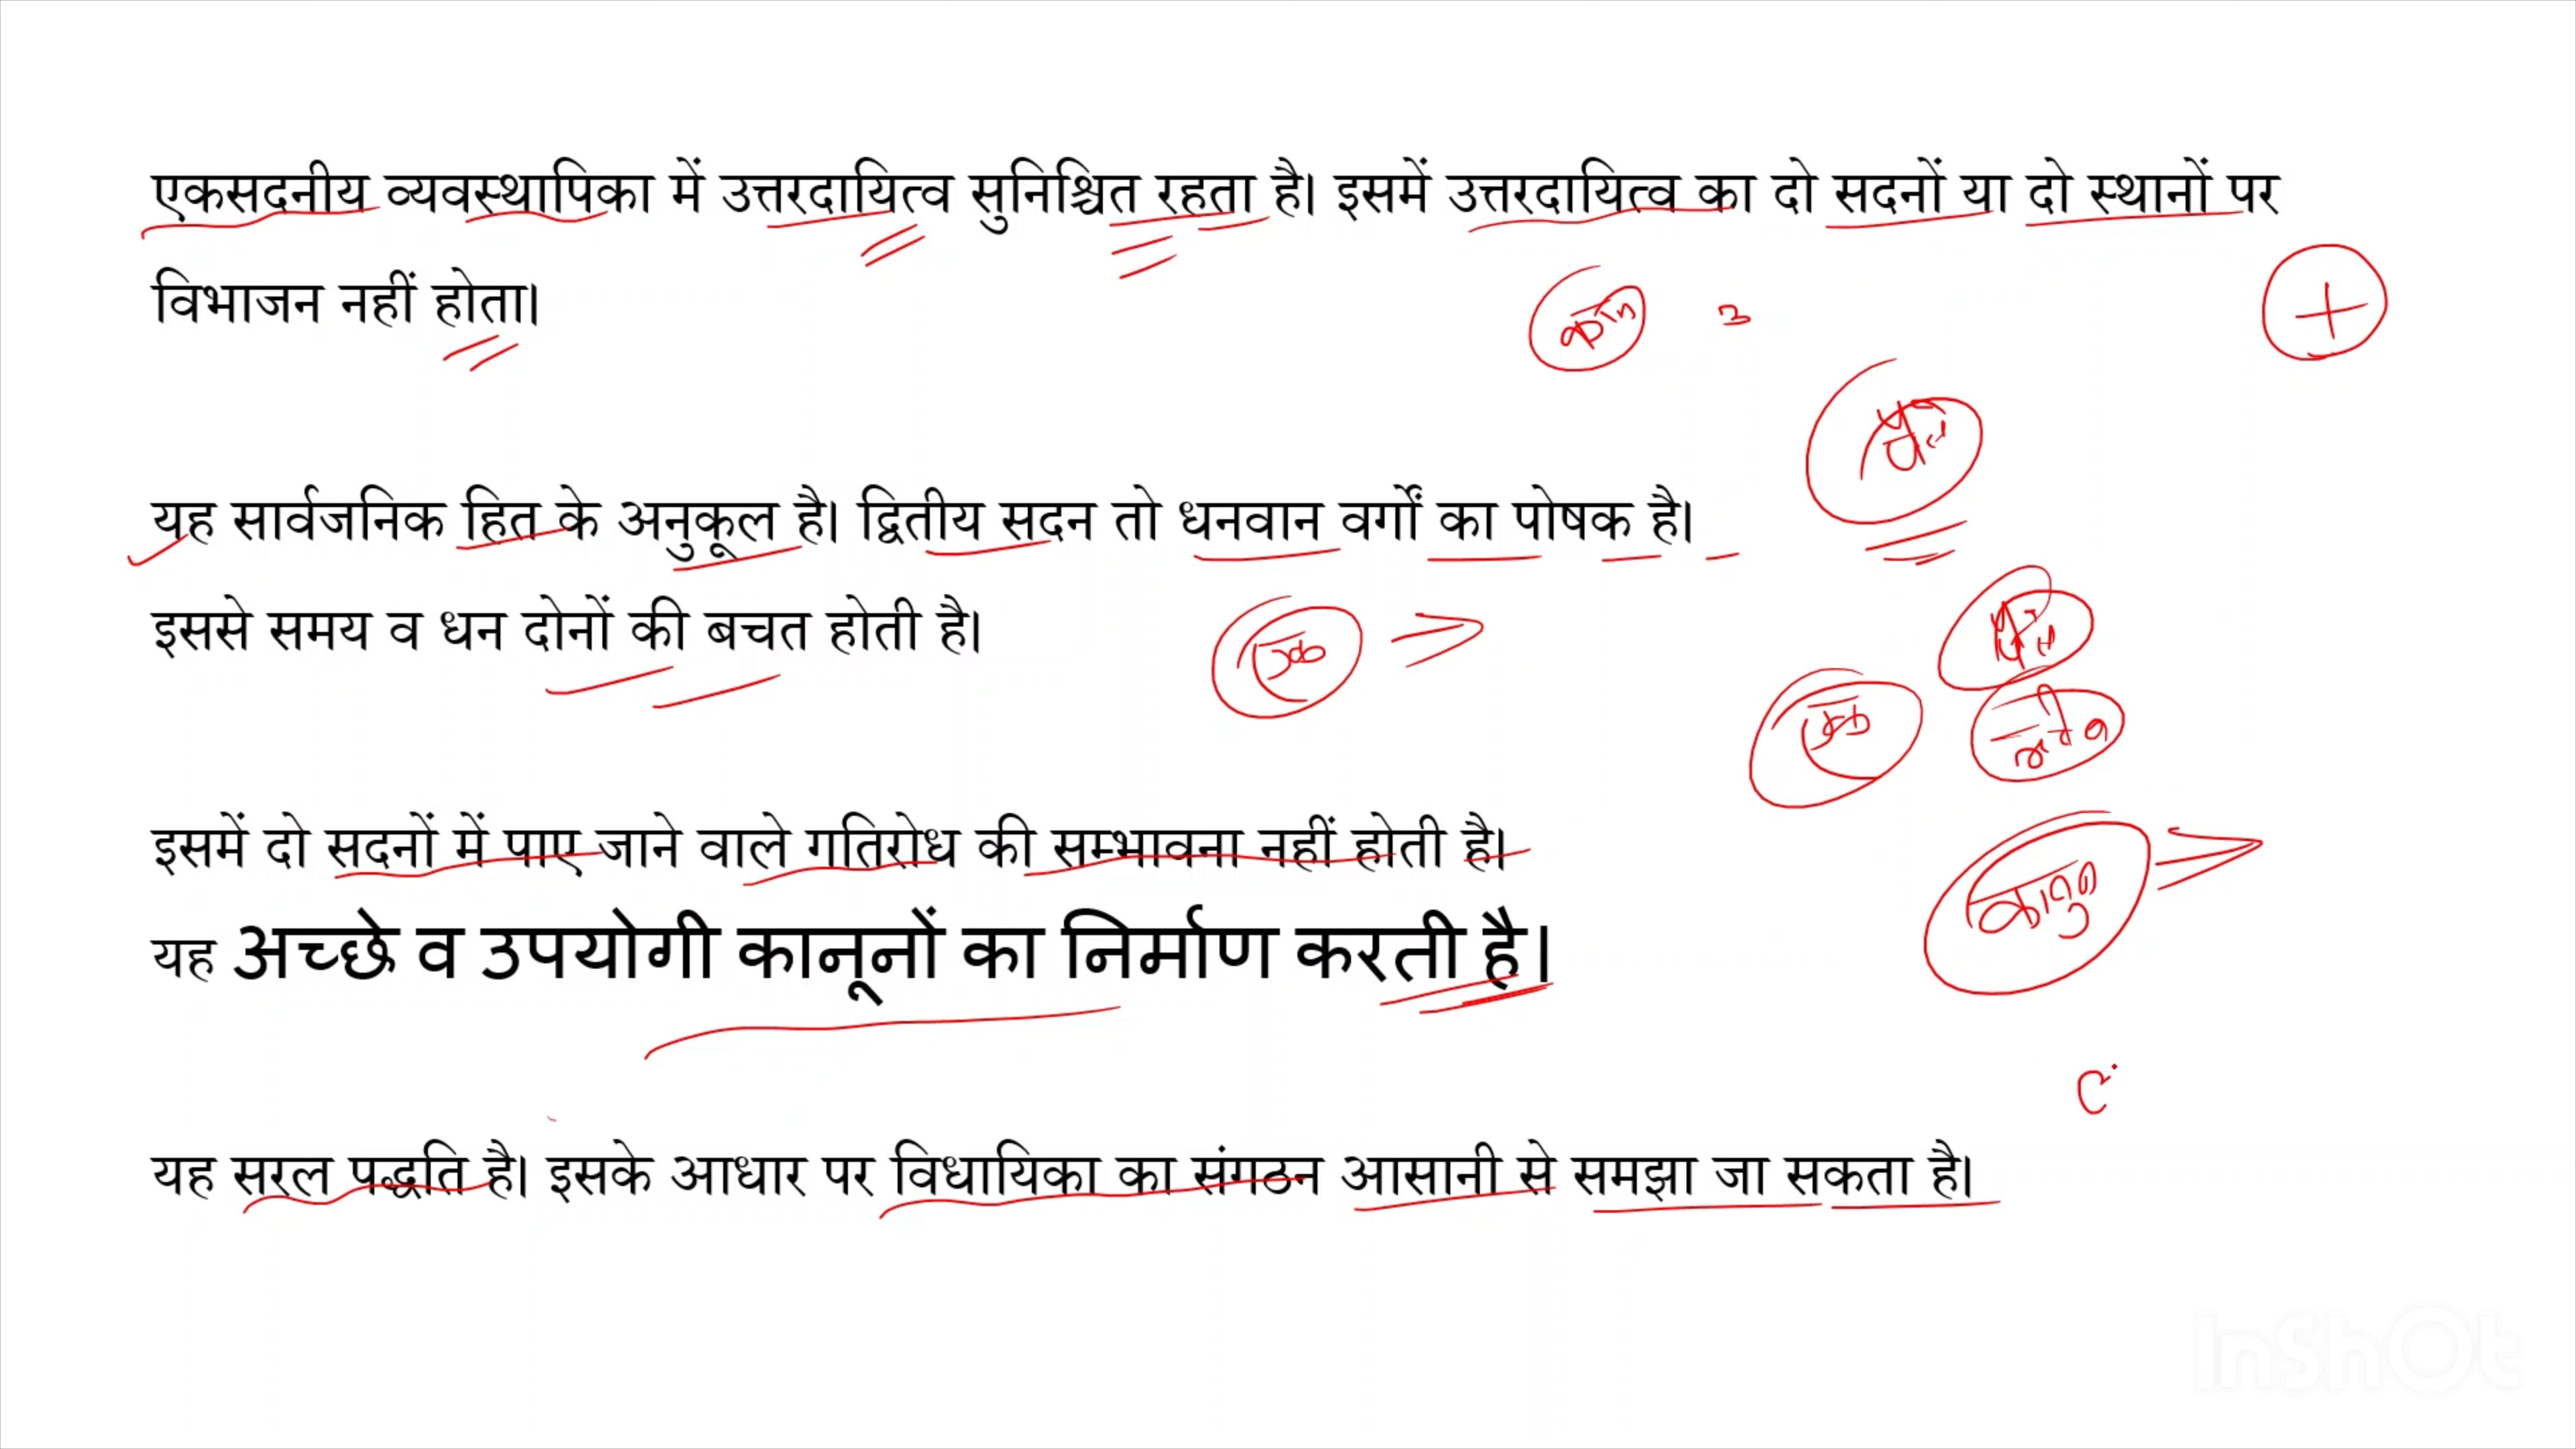 एकसदनीय व्यवस्थापिका में उत्तरदायित्व सुनिश्चित रहता है। इसमें उत्तरदायित्व का दो सदनों या दो स्थानों पर
विभाजन नहीं होता।
यह सार्वजनिक हित के अनुकूल है। द्वितीय सदन तो धनवान वर्गों का पोषक है।
इससे समय व धन दोनों की बचत होती है।
इसमें दो सदनों में पाए जाने वाले गतिरोध की सम्भावना नहीं होती है।
यह अच्छे व उपयोगी कानूनों का निर्माण करती है।
कानून
यह सरल पद्धति है। इसके आधार पर विधायिका का संगठन आसानी से समझा जा सकता है।
InShOt